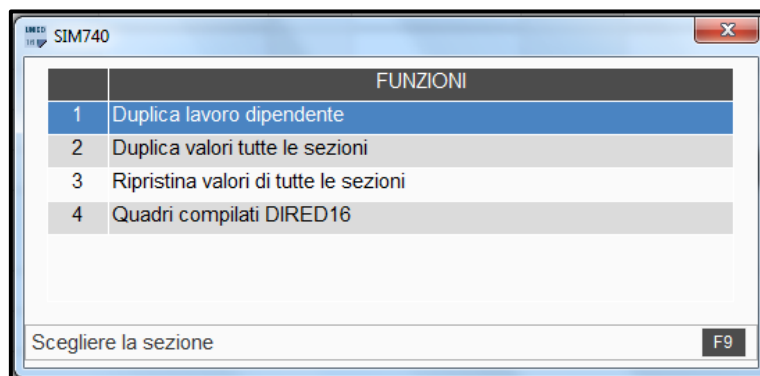 SIM740
FUNZIONI
1 Duplica lavoro dipendente
2 Duplica valori tutte le sezioni
3 Ripristina valori di tutte le sezioni
4 Quadri compilati DIRED16
Scegliere la sezione F9